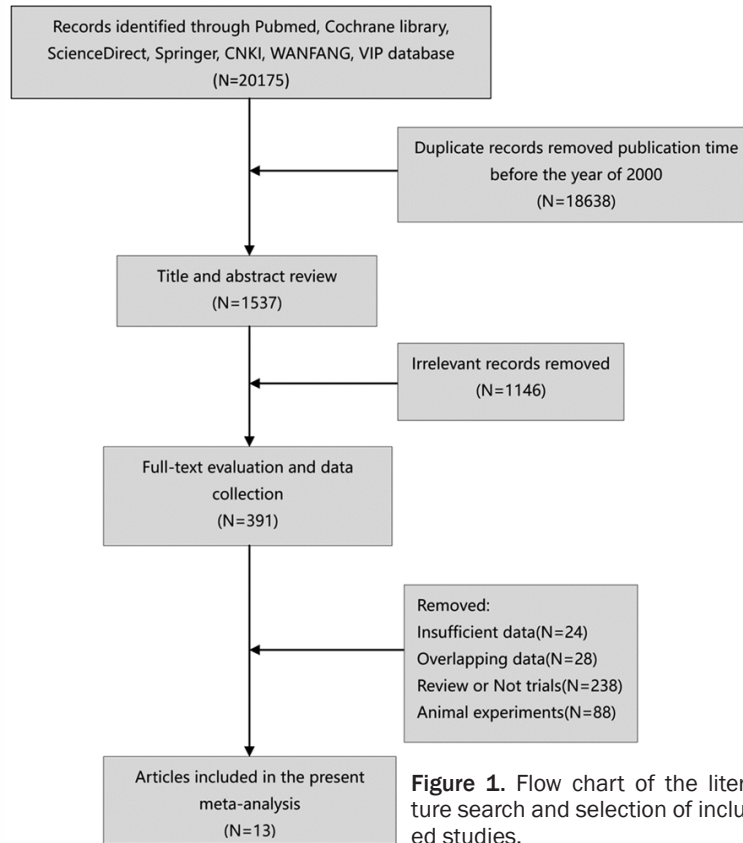 Records identified through Pubmed, Cochrane library,
ScienceDirect, Springer, CNKI, WANFANG, VIP database
(N=20175)
Duplicate records removed publication time
before the year of 2000
(N=18638)
Title and abstract review
(N=1537)
Irrelevant records removed
(N=1146)
Full-text evaluation and data
collection
(N=391)
Removed:
Insufficient data(N=24)
Overlapping data(N=28)
Review or Not trials(N=238)
Animal experiments(N=88)
Articles included in the present
meta-analysis
(N=13)
Figure 1. Flow chart of the litera
ture search and selection of includ
ed studies.